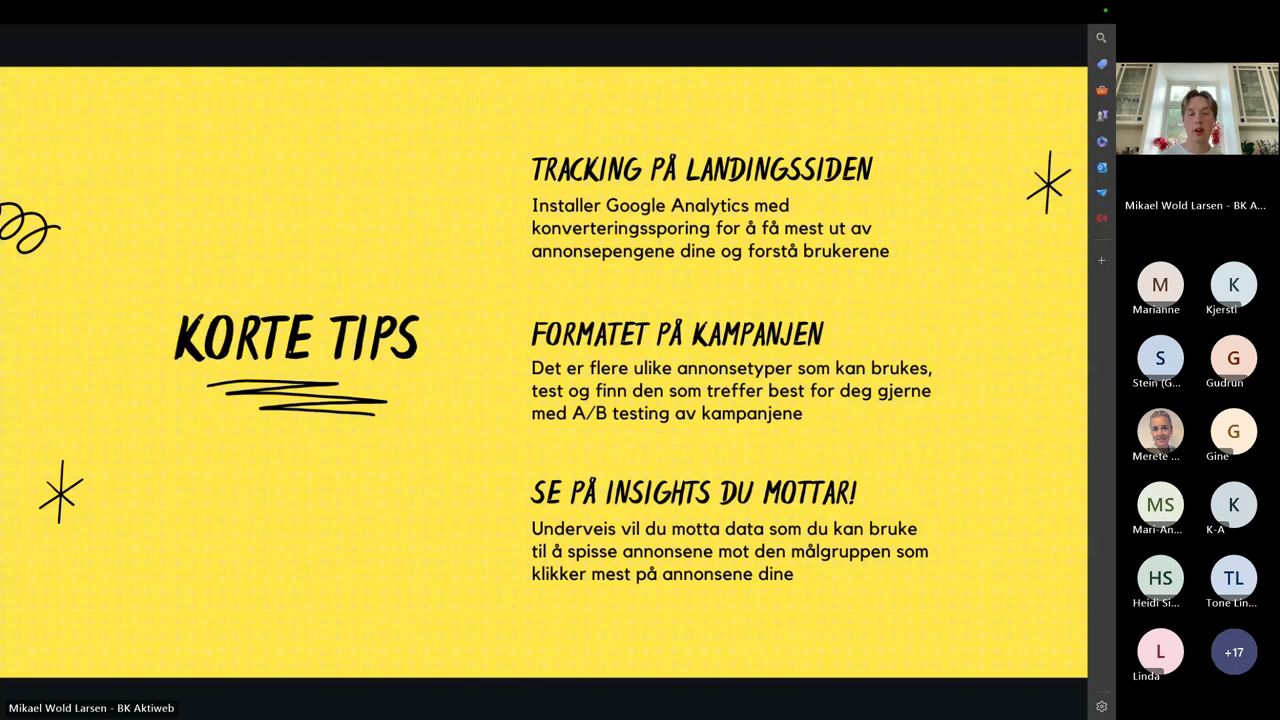 KORTE TIPS
TRACKING PÅ LANDINGSSIDEN
Installer Google Analytics med
konverteringssporing for å få mest ut av
annonsepengene dine og forstå brukerene
FORMATET PÅ KAMPANJEN
Det er flere ulike annonsetyper som kan brukes,
test og finn den som treffer best for deg gjerne
med A/B testing av kampanjene
SE PÅ INSIGHTS DU MOTTAR!
Underveis vil du motta data som du kan bruke
til å spisse annonsene mot den målgruppen som
klikker mest på annonsene dine
Mikael Wold Larsen - BK Aktiweb
Mikael Wold Larsen - BK A...
M
Marianne
K
Kjersti
S
Stein (G...
G
Gudrun
Merete ...
G
Gine
MS
Mari-An...
K
K-A
HS
Heidi Si...
TL
Tone Lin...
L
Linda
+17